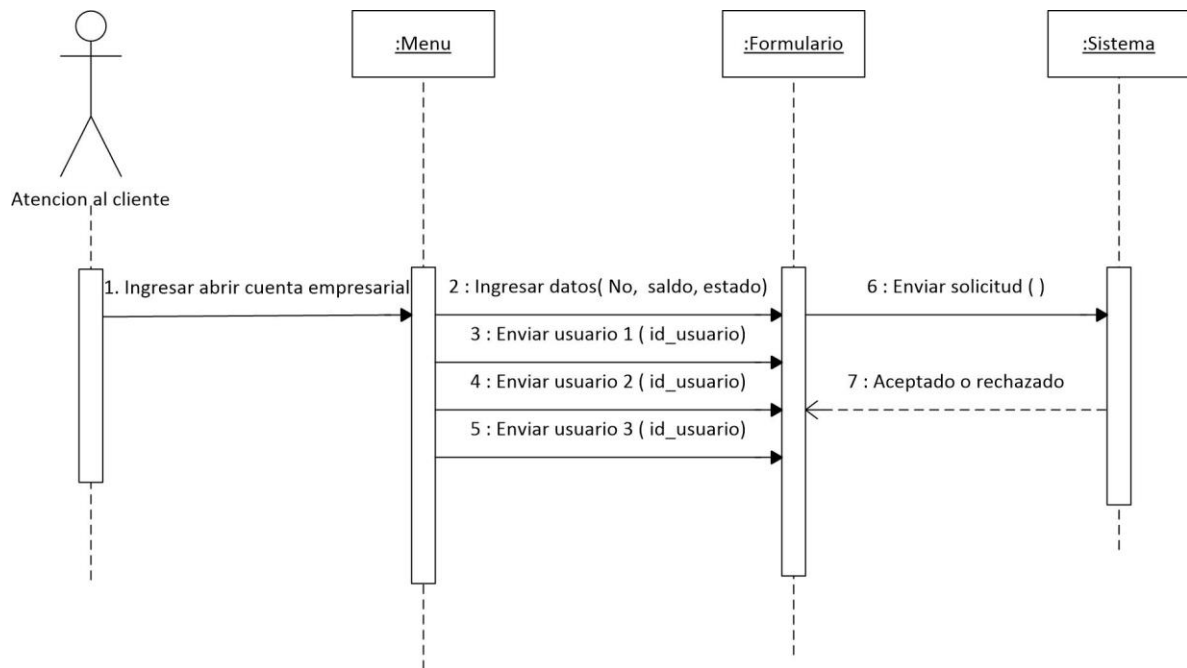 :Menu
:Formulario
:Sistema
Atencion al cliente
1. Ingresar abrir cuenta empresarial
2 : Ingresar datos( No,  saldo, estado)
6 : Enviar solicitud ( )
3 : Enviar usuario 1 ( id_usuario)
4 : Enviar usuario 2 ( id_usuario)
7 : Aceptado o rechazado
5 : Enviar usuario 3 ( id_usuario)